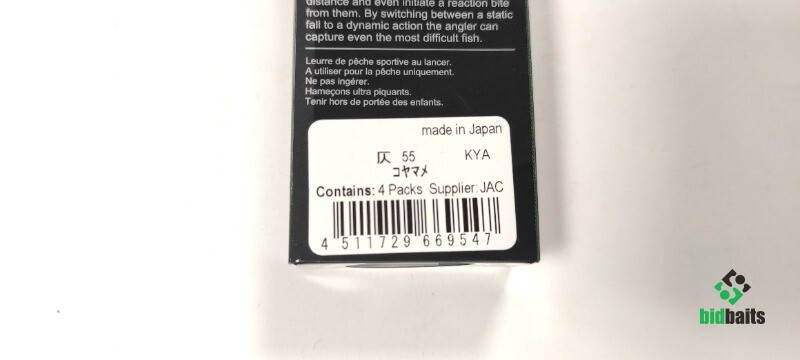 distance and even initiate a reaction bite
from them. By switching between a static
fall to a dynamic action the angler can
capture even the most difficult fish.
Leurre de pêche sportive au lancer.
A utiliser pour la pêche uniquement.
Ne pas ingérer.
Hameçons ultra piquants.
Tenir hors de portée des enfants.
made in Japan
仄 55 KYA
コヤマメ
Contains: 4 Packs Supplier: JAC
4 511729 669547
bidbaits